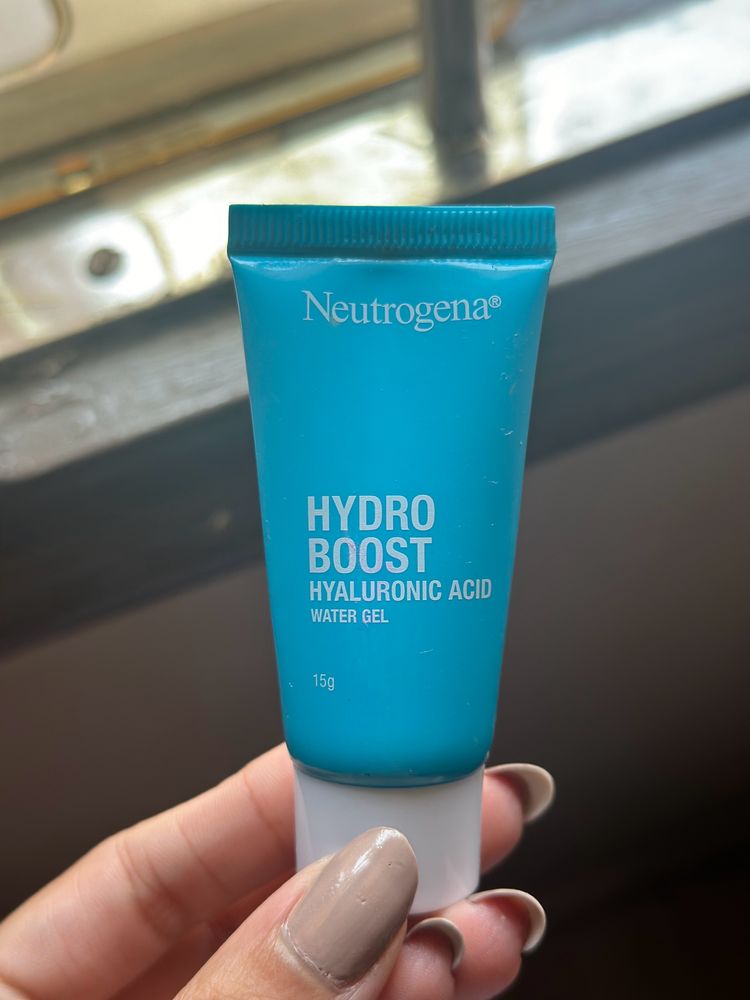 Neutrogena®
HYDRO
BOOST
HYALURONIC ACID
WATER GEL
15g